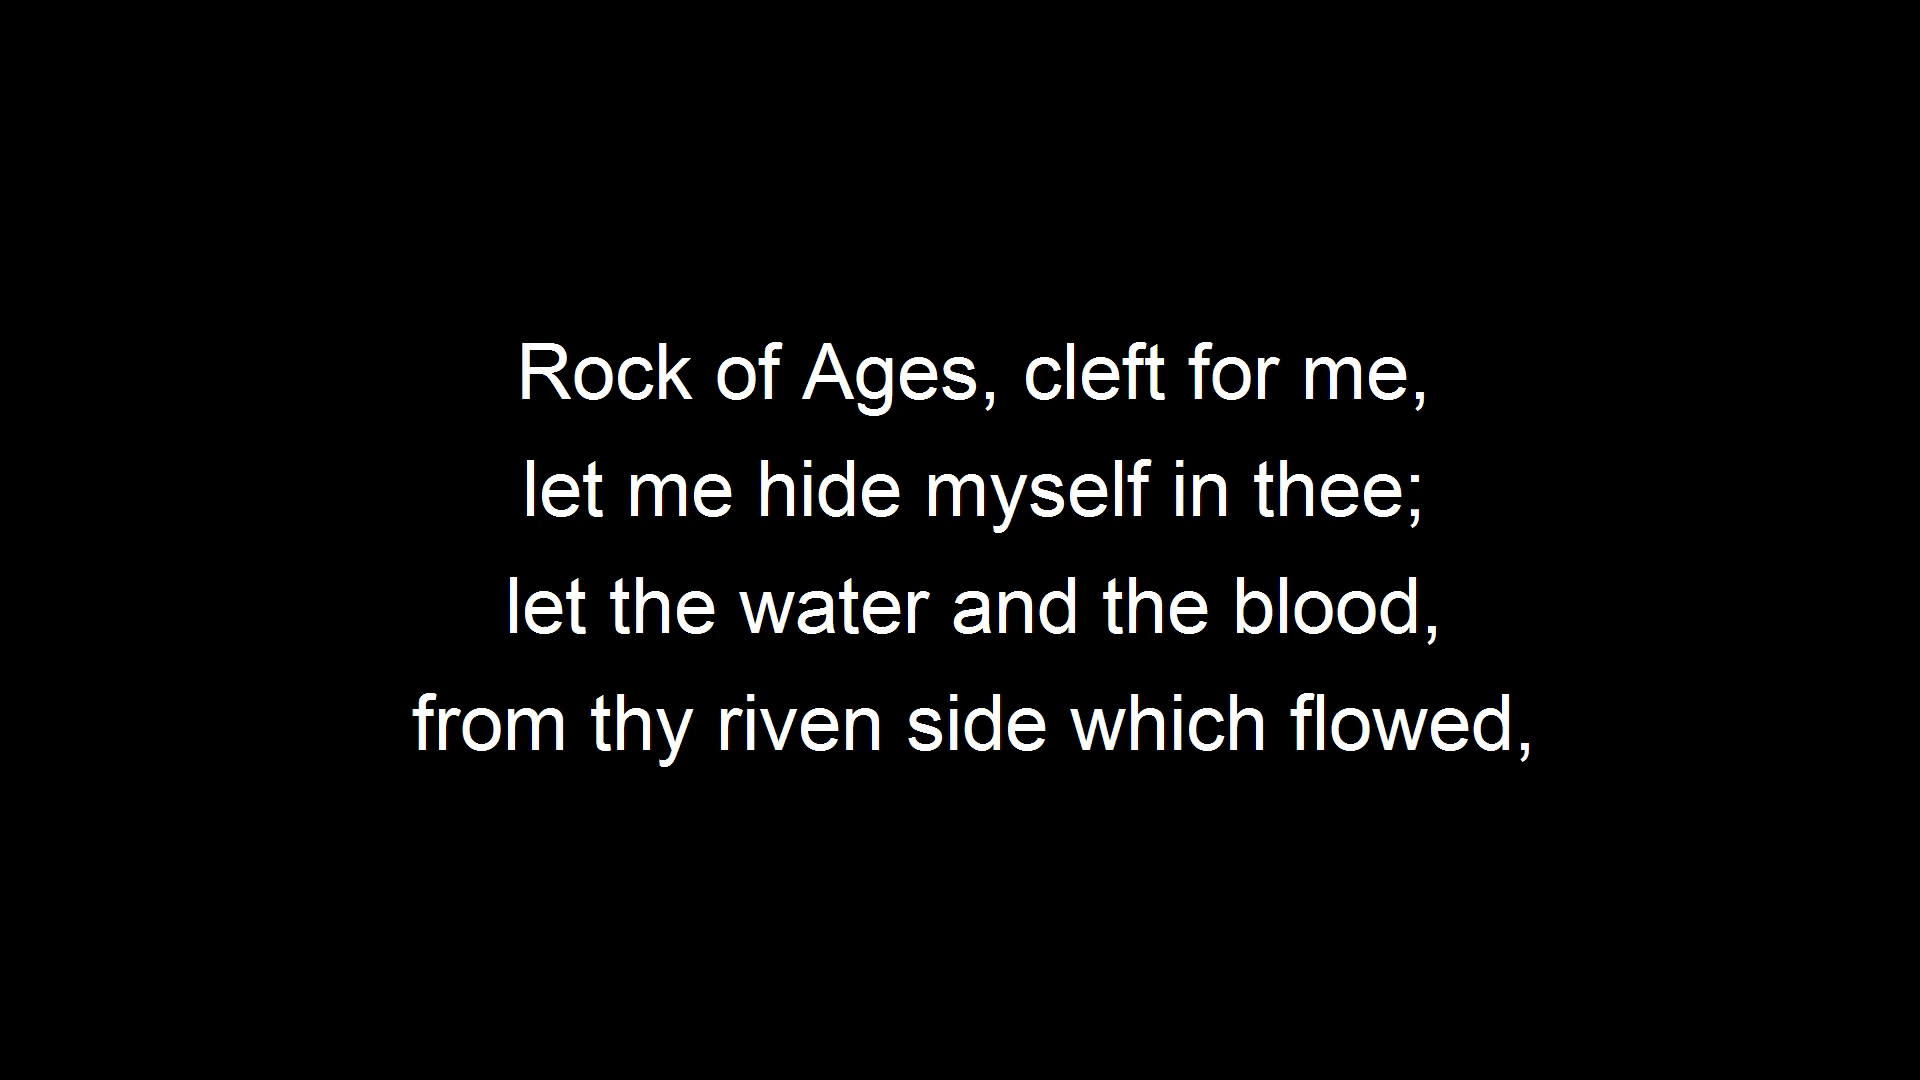 Rock of Ages, cleft for me,
let me hide myself in thee;
let the water and the blood,
from thy riven side which flowed,